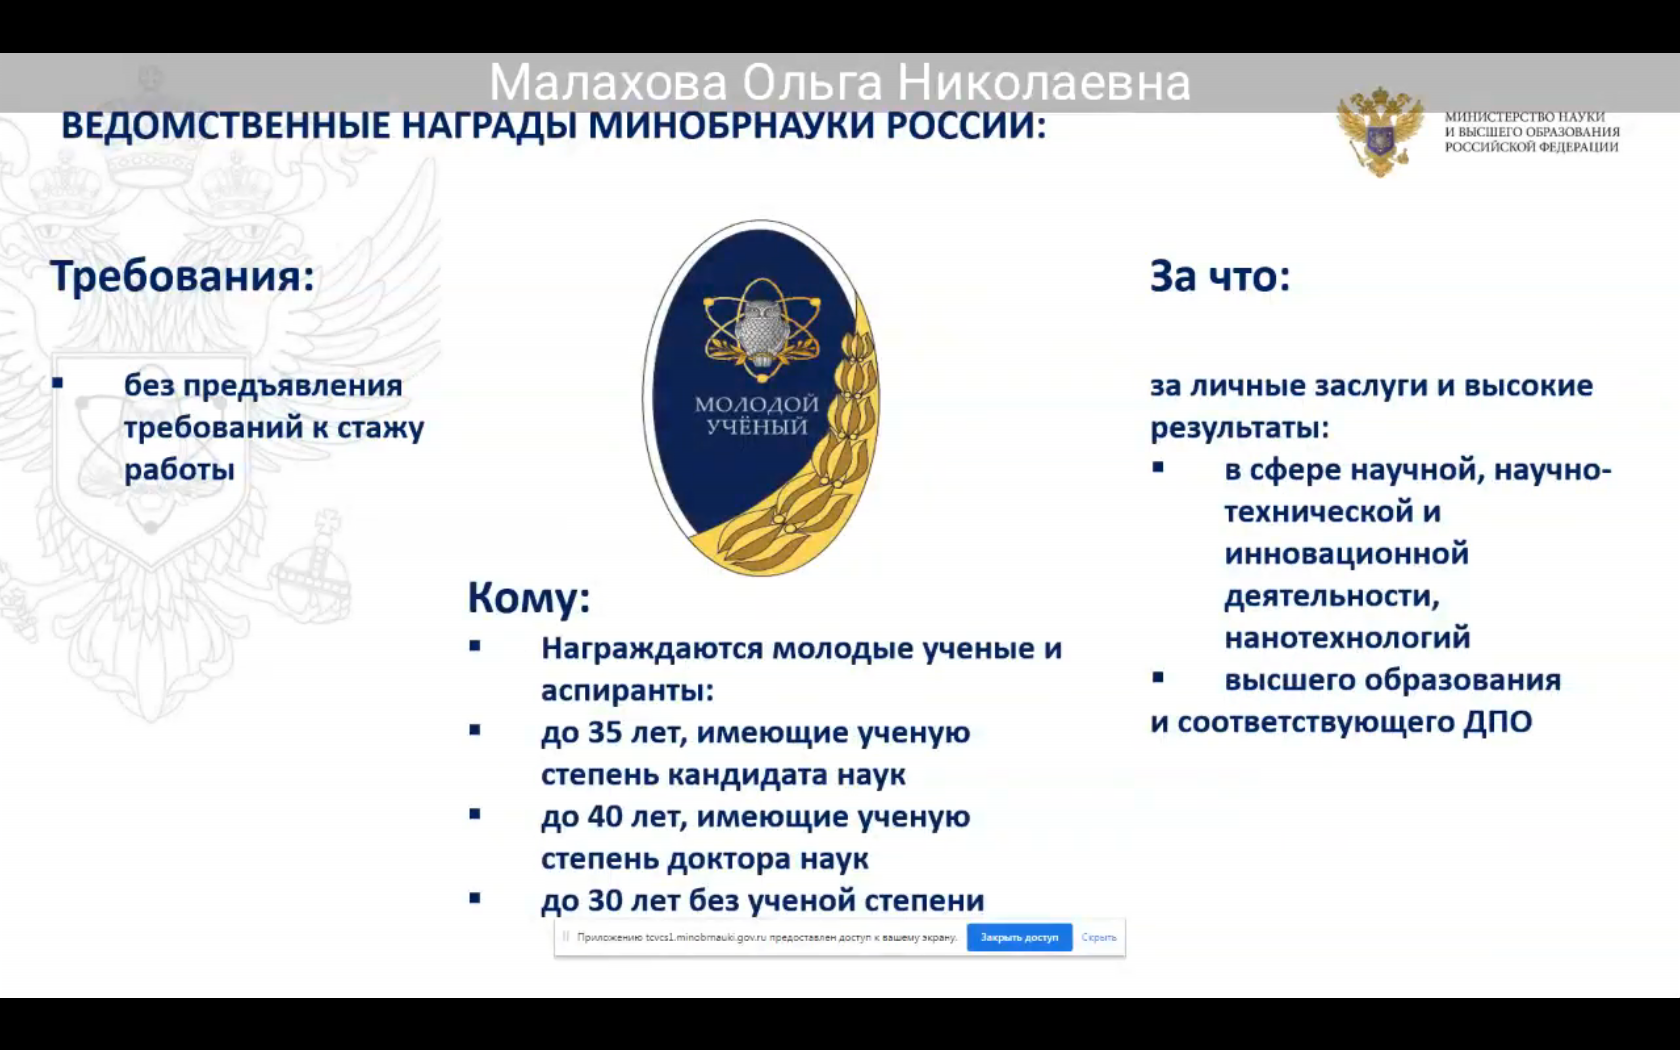 Малахова Ольга Николаевна
ВЕДОМСТВЕННЫЕ НАГРАДЫ МИНОБРНАУКИ РОССИИ:
МИНИСТЕРСТВО НАУКИ
И ВЫСШЕГО ОБРАЗОВАНИЯ
РОССИЙСКОЙ ФЕДЕРАЦИИ
Требования:
▪ без предъявления
требований к стажу
работы
МОЛОДОЙ
УЧЁНЫЙ
Кому:
▪ Награждаются молодые ученые и
аспиранты:
▪ до 35 лет, имеющие ученую
степень кандидата наук
▪ до 40 лет, имеющие ученую
степень доктора наук
▪ до 30 лет без ученой степени
За что:
за личные заслуги и высокие
результаты:
▪ в сфере научной, научно-
технической и
инновационной
деятельности,
нанотехнологий
▪ высшего образования
и соответствующего ДПО
Приложению tcvcs1.minobrnauki.gov.ru предоставлен доступ к вашему экрану. Закрыть доступ Скрыть